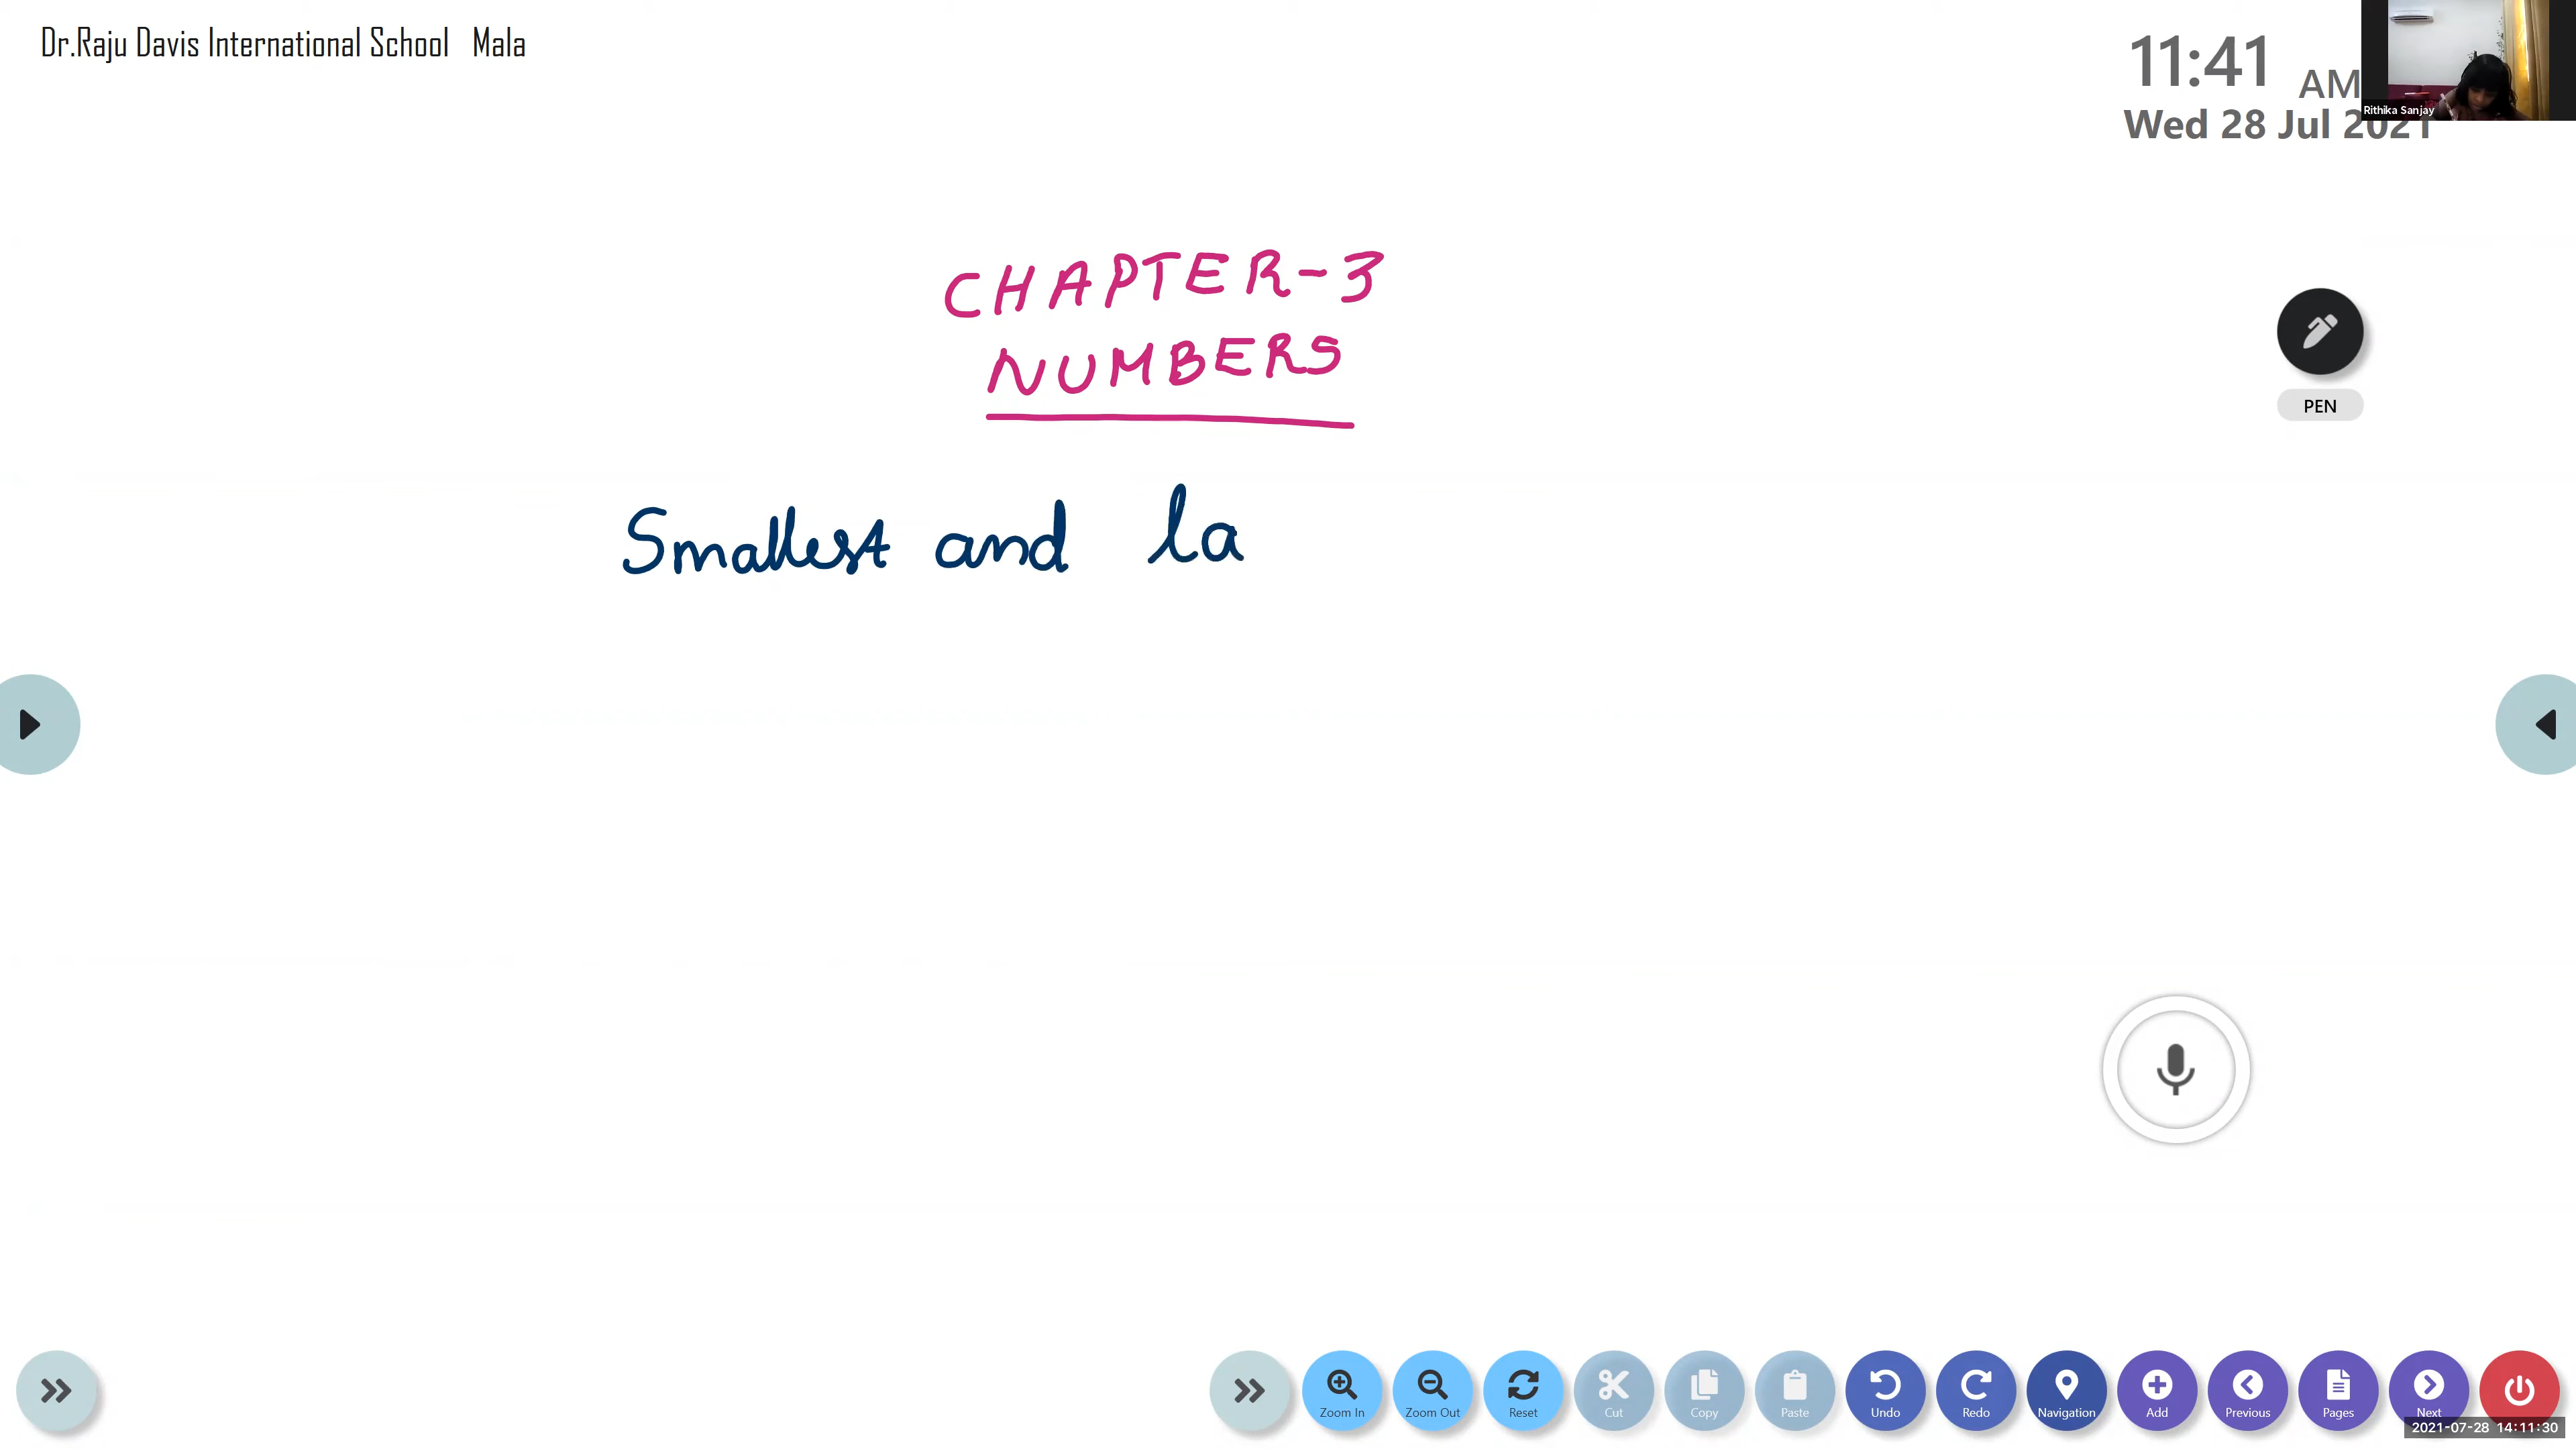 Dr.Raju Davis International School Mala
11:41 AM
Wed 28 Jul 2021
Rithika Sanjay
CHAPTER-3
NUMBERS
PEN
Smallest and la
Zoom In Zoom Out Reset Cut Copy Paste Undo Redo Navigation Add Previous Pages Next
2021-07-28 14:11:30